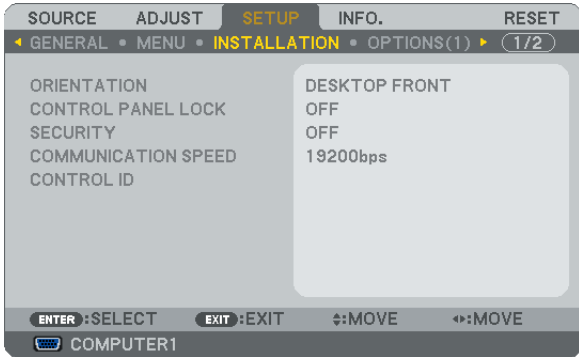 SOURCE ADJUST SETUP INFO. RESET
GENERAL • MENU • INSTALLATION • OPTIONS(1) 1/2
ORIENTATION DESKTOP FRONT
CONTROL PANEL LOCK OFF
SECURITY OFF
COMMUNICATION SPEED 19200bps
CONTROL ID
ENTER :SELECT EXIT :EXIT :MOVE :MOVE
COMPUTER1